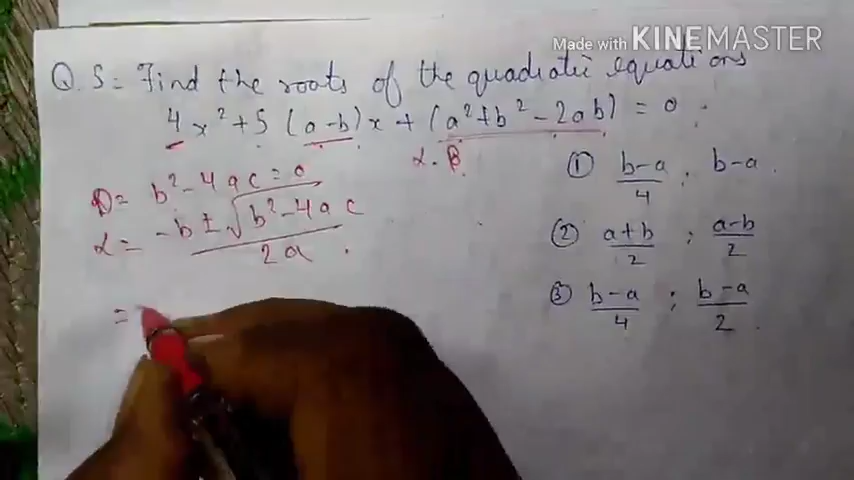 Made with KINEMASTER
Q.5= Find the roots of the quadratic equations
4x² + 5(a-b)x + (a² + b² - 2ab) = 0
α . β
D = b² - 4ac = 0
α = -b ± √b² - 4ac / 2a .
=
① b-a/4 , b-a .
② a+b/2 ; a-b/2
③ b-a/4 ; b-a/2 .